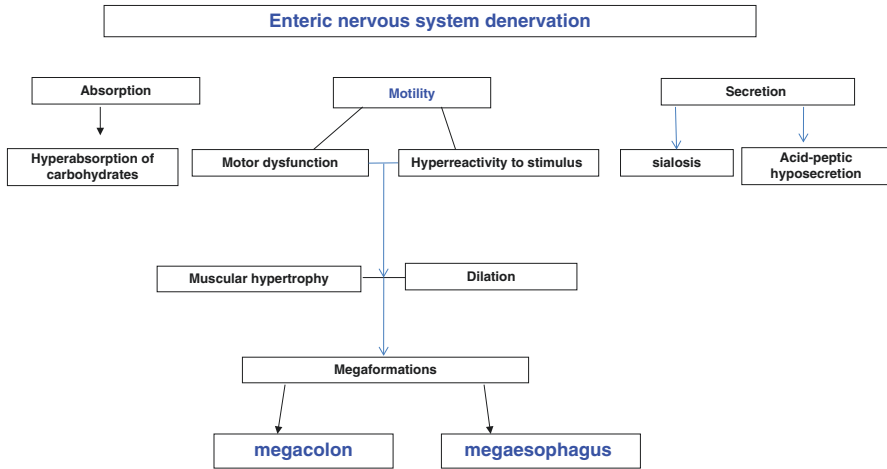 Enteric nervous system denervation
Absorption
Motility
Secretion
Hyperabsorption of
carbohydrates
Motor dysfunction
Hyperreactivity to stimulus
sialosis
Acid-peptic
hyposecretion
Muscular hypertrophy
Dilation
Megaformations
megacolon
megaesophagus